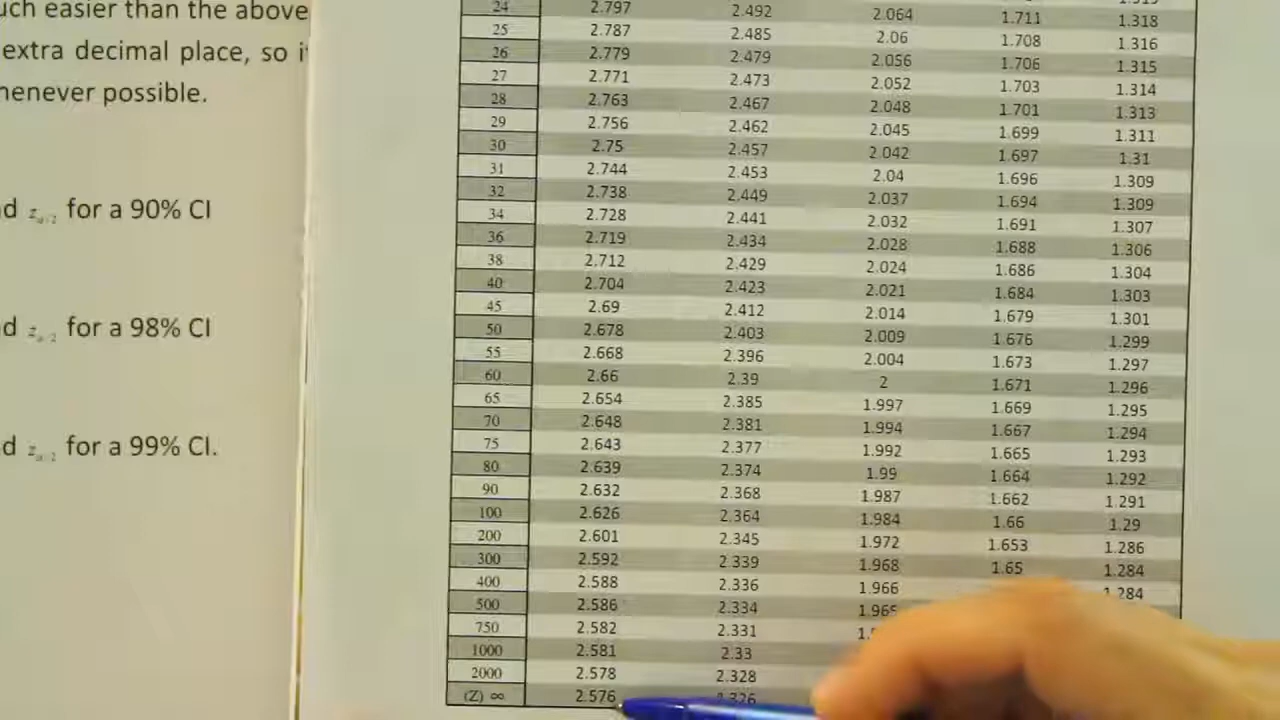 uch easier than the above
extra decimal place, so i
henever possible.
d for a 90% CI
d for a 98% CI
d for a 99% CI.
24 2.797 2.492 2.064 1.711 1.318
25 2.787 2.485 2.06 1.708 1.316
26 2.779 2.479 2.056 1.706 1.315
27 2.771 2.473 2.052 1.703 1.314
28 2.763 2.467 2.048 1.701 1.313
29 2.756 2.462 2.045 1.699 1.311
30 2.75 2.457 2.042 1.697 1.31
31 2.744 2.453 2.04 1.696 1.309
32 2.738 2.449 2.037 1.694 1.309
34 2.728 2.441 2.032 1.691 1.307
36 2.719 2.434 2.028 1.688 1.306
38 2.712 2.429 2.024 1.686 1.304
40 2.704 2.423 2.021 1.684 1.303
45 2.69 2.412 2.014 1.679 1.301
50 2.678 2.403 2.009 1.676 1.299
55 2.668 2.396 2.004 1.673 1.297
60 2.66 2.39 2 1.671 1.296
65 2.654 2.385 1.997 1.669 1.295
70 2.648 2.381 1.994 1.667 1.294
75 2.643 2.377 1.992 1.665 1.293
80 2.639 2.374 1.99 1.664 1.292
90 2.632 2.368 1.987 1.662 1.291
100 2.626 2.364 1.984 1.66 1.29
200 2.601 2.345 1.972 1.653 1.286
300 2.592 2.339 1.968 1.65 1.284
400 2.588 2.336 1.966 1.284
500 2.586 2.334 1.965
750 2.582 2.331 1.
1000 2.581 2.33
2000 2.578 2.328
(Z) ∞ 2.576 2.326